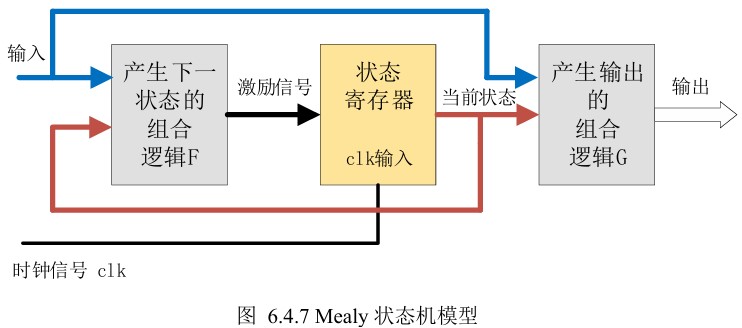 输入
产生下一
状态的
组合
逻辑F
激励信号
状态
寄存器
clk输入
当前状态
产生输出
的
组合
逻辑G
输出
时钟信号 clk
图 6.4.7 Mealy 状态机模型